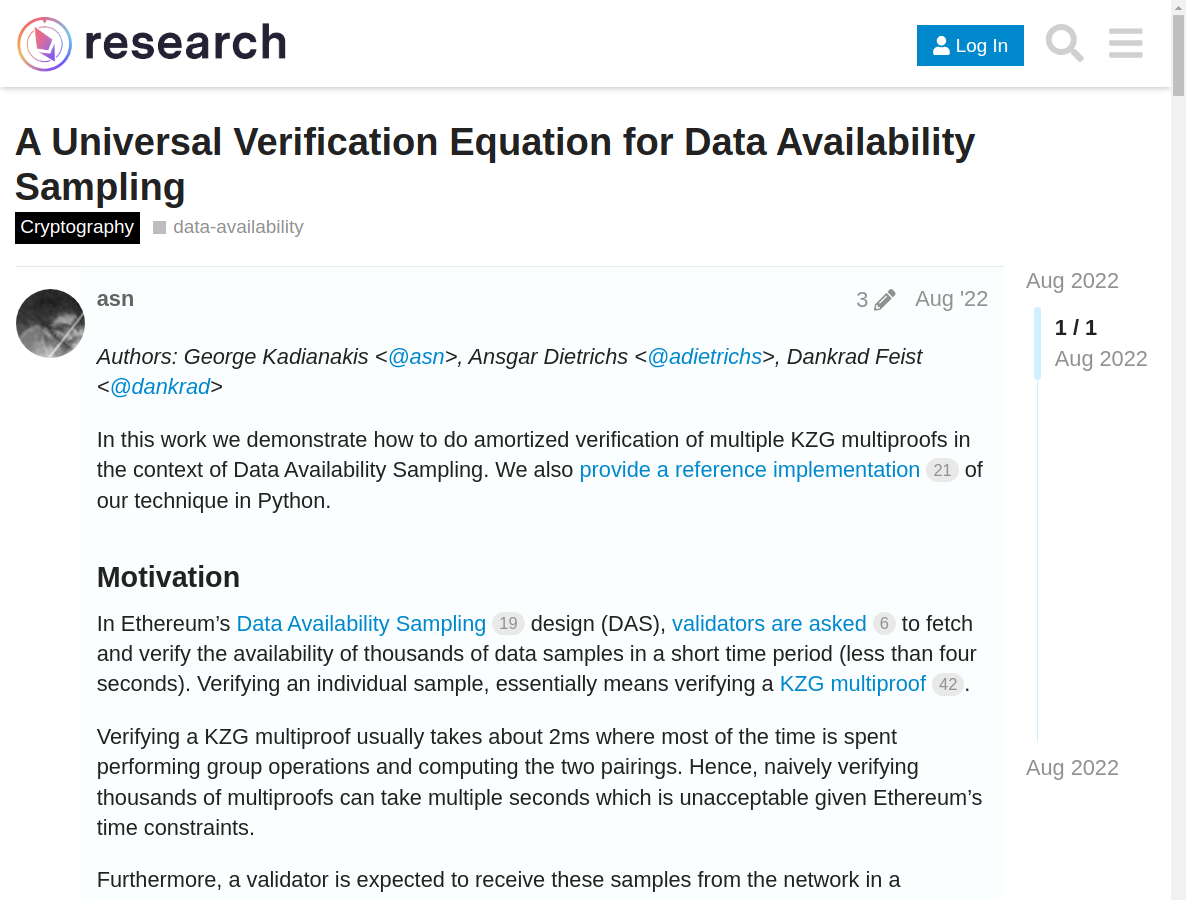 research
Log In
A Universal Verification Equation for Data Availability
Sampling
Cryptography data-availability
asn 3 Aug '22
Authors: George Kadianakis <@asn>, Ansgar Dietrichs <@adietrichs>, Dankrad Feist
<@dankrad>
In this work we demonstrate how to do amortized verification of multiple KZG multiproofs in
the context of Data Availability Sampling. We also provide a reference implementation 21 of
our technique in Python.
Motivation
In Ethereum’s Data Availability Sampling 19 design (DAS), validators are asked 6 to fetch
and verify the availability of thousands of data samples in a short time period (less than four
seconds). Verifying an individual sample, essentially means verifying a KZG multiproof 42.
Verifying a KZG multiproof usually takes about 2ms where most of the time is spent
performing group operations and computing the two pairings. Hence, naively verifying
thousands of multiproofs can take multiple seconds which is unacceptable given Ethereum’s
time constraints.
Furthermore, a validator is expected to receive these samples from the network in a
Aug 2022
1 / 1
Aug 2022
Aug 2022